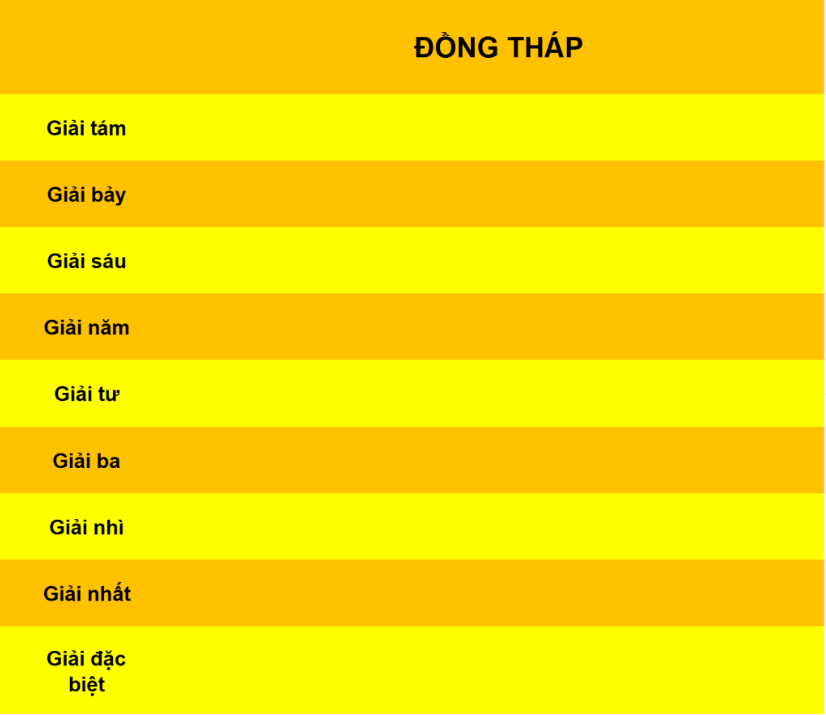 ĐỒNG THÁP
Giải tám
Giải bảy
Giải sáu
Giải năm
Giải tư
Giải ba
Giải nhì
Giải nhất
Giải đặc
biệt